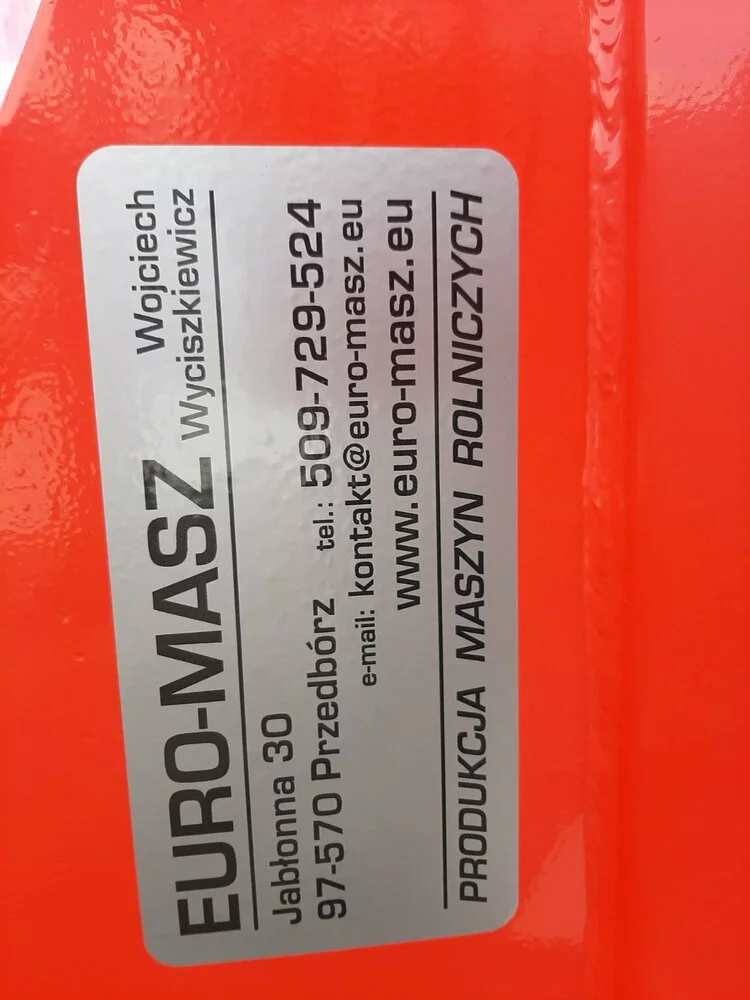 EURO-MASZ Wojciech
Wyciszkiewicz
Jabłonna 30
97-570 Przedbórz tel.: 509-729-524
e-mail: kontakt@euro-masz.eu
www.euro-masz.eu
PRODUKCJA MASZYN ROLNICZYCH